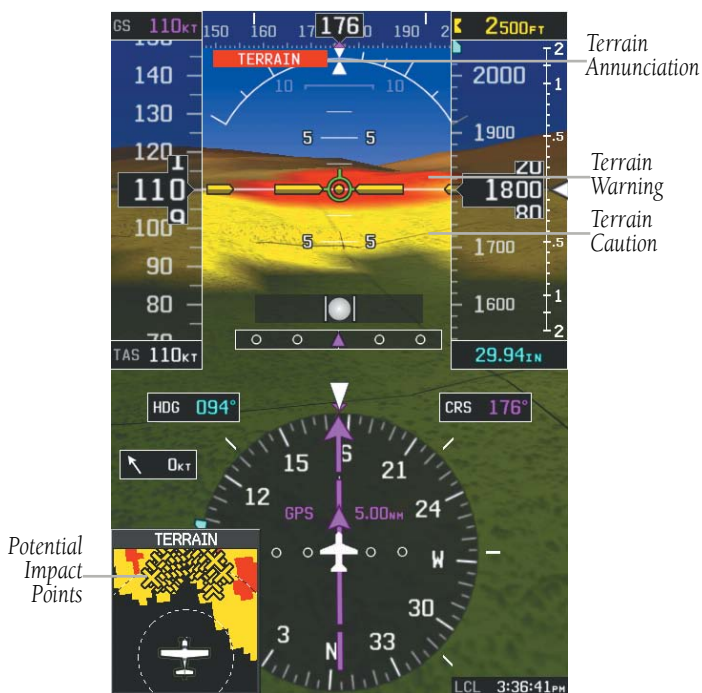 GS 110KT
150 160 17 176 190 2
2500FT
Terrain Annunciation
TERRAIN
140
130
120
110
100
90
80
70
TAS 110KT
10 10
5 5
5 5
2000
1900
1800
20
80
1700
1600
2
1
.5
.5
1
2
29.94IN
Terrain Warning
Terrain Caution
HDG 094°
CRS 176°
0KT
12 15 S 21 24 W 30 33 N 3
GPS 5.00NM
Potential Impact Points
TERRAIN
LCL 3:36:41PM